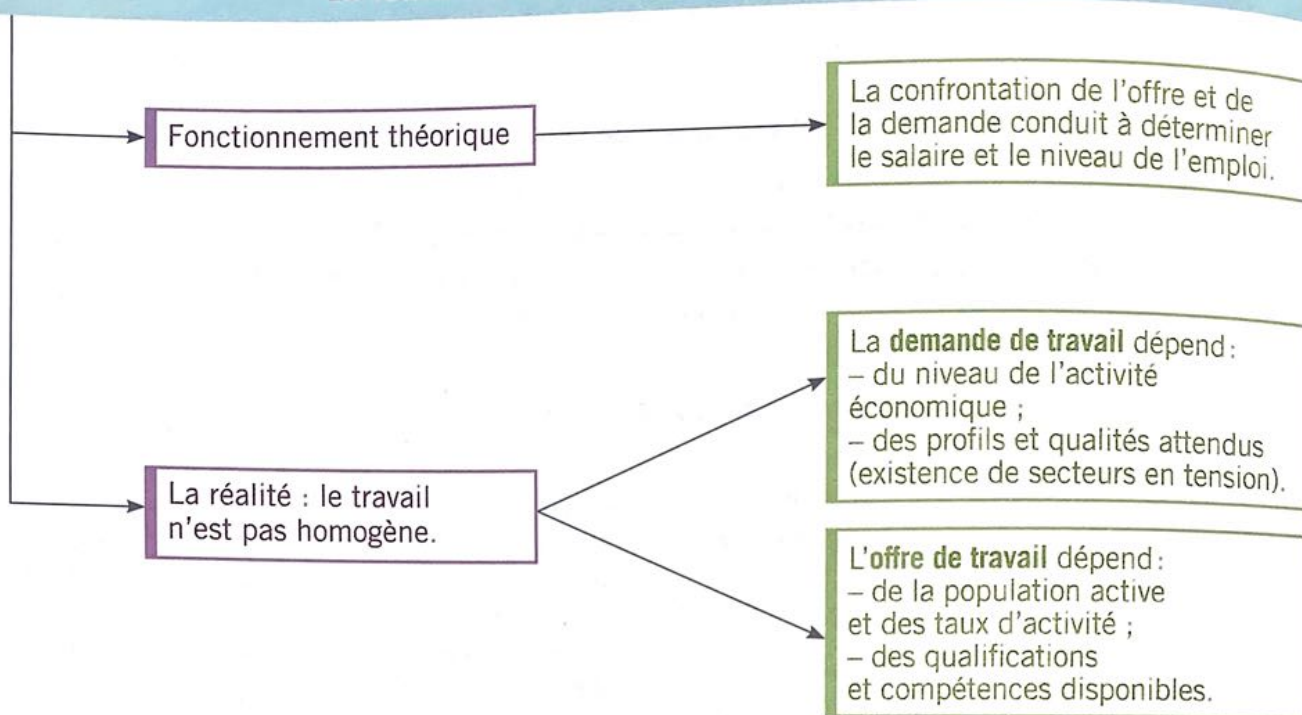 Fonctionnement théorique
La confrontation de l'offre et de
la demande conduit à déterminer
le salaire et le niveau de l'emploi.
La réalité : le travail
n'est pas homogène.
La demande de travail dépend :
– du niveau de l'activité
économique ;
– des profils et qualités attendus
(existence de secteurs en tension).
L'offre de travail dépend :
– de la population active
et des taux d'activité ;
– des qualifications
et compétences disponibles.